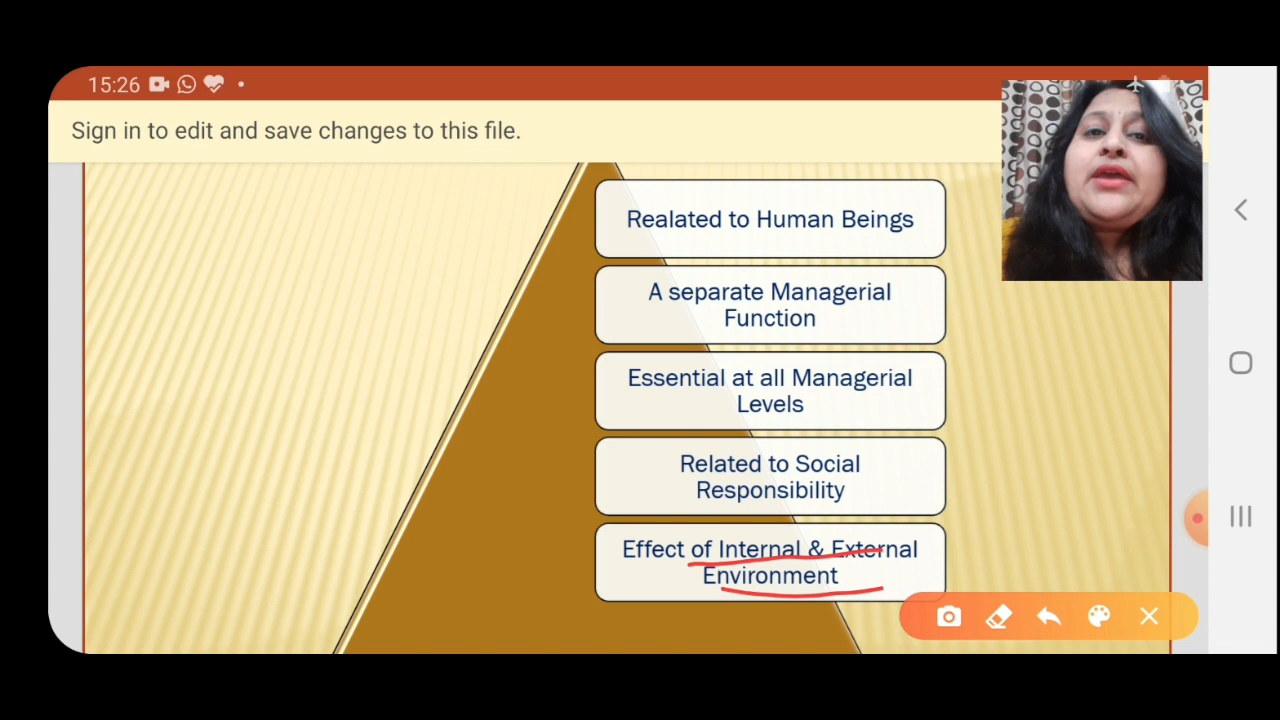 15:26
Sign in to edit and save changes to this file.
Realated to Human Beings
A separate Managerial
Function
Essential at all Managerial
Levels
Related to Social
Responsibility
Effect of Internal & External
Environment